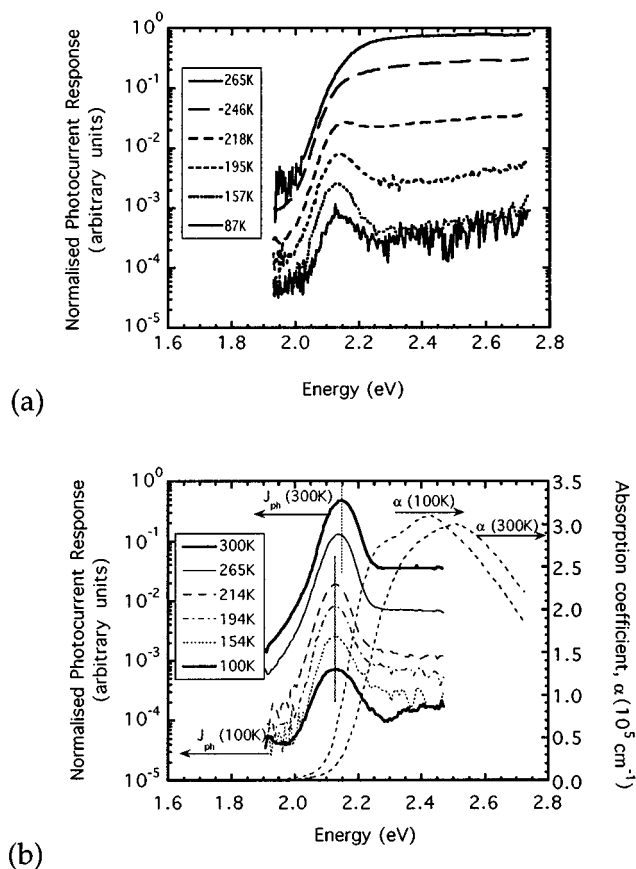 10^0
10^-1
10^-2
10^-3
10^-4
10^-5
Normalised Photocurrent Response
(arbitrary units)
265K
246K
218K
195K
157K
87K
1.6 1.8 2.0 2.2 2.4 2.6 2.8
Energy (eV)
(a)
10^0
10^-1
10^-2
10^-3
10^-4
10^-5
Normalised Photocurrent Response
(arbitrary units)
J_ph (300K)
α (100K)
α (300K)
300K
265K
214K
194K
154K
100K
J_ph (100K)
3.5
3.0
2.5
2.0
1.5
1.0
0.5
0.0
Absorption coefficient, α (10^5 cm^-1)
1.6 1.8 2.0 2.2 2.4 2.6 2.8
Energy (eV)
(b)